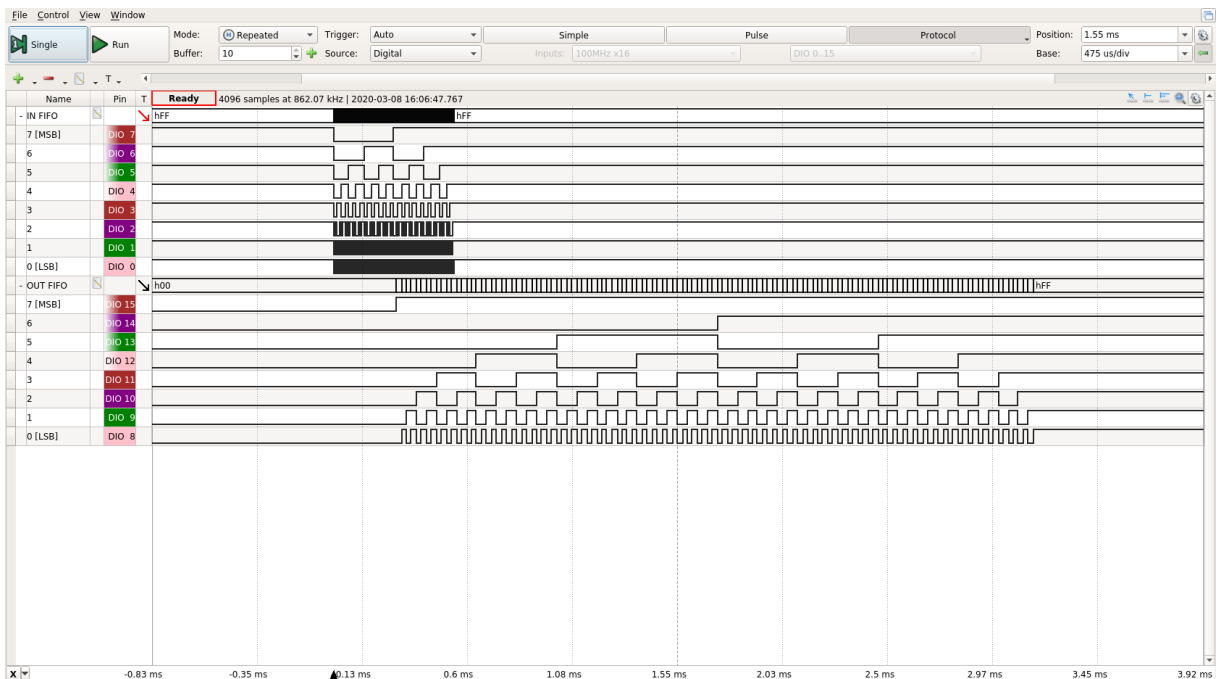 File Control View Window
Single Run Mode: Repeated Trigger: Auto Simple Pulse Protocol Position: 1.55 ms
Buffer: 10 Source: Digital Inputs: 100MHz x16 DIO 0..15 Base: 475 us/div
T
Name Pin T Ready 4096 samples at 862.07 kHz | 2020-03-08 16:06:47.767
- IN FIFO hFF hFF
7 [MSB] DIO 7
6 DIO 6
5 DIO 5
4 DIO 4
3 DIO 3
2 DIO 2
1 DIO 1
0 [LSB] DIO 0
- OUT FIFO h00 hFF
7 [MSB] DIO 15
6 DIO 14
5 DIO 13
4 DIO 12
3 DIO 11
2 DIO 10
1 DIO 9
0 [LSB] DIO 8
X -0.83 ms -0.35 ms 0.13 ms 0.6 ms 1.08 ms 1.55 ms 2.03 ms 2.5 ms 2.97 ms 3.45 ms 3.92 ms